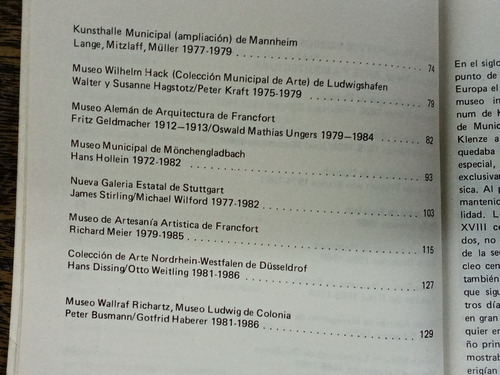 Kunsthalle Municipal (ampliación) de Mannheim
Lange, Mitzlaff, Müller 1977-1979 . . . . . . . . . . . . . . . . . . . . 74
Museo Wilhelm Hack (Colección Municipal de Arte) de Ludwigshafen
Walter y Susanne Hagstotz/Peter Kraft 1975-1979 . . . . . . . . . . . . 79
Museo Alemán de Arquitectura de Francfort
Fritz Geldmacher 1912—1913/Oswald Mathías Ungers 1979—1984 . . . . . 82
Museo Municipal de Mönchengladbach
Hans Hollein 1972-1982 . . . . . . . . . . . . . . . . . . . . . . . . 93
Nueva Galería Estatal de Stuttgart
James Stirling/Michael Wilford 1977-1982 . . . . . . . . . . . . . . . 103
Museo de Artesanía Artistica de Francfort
Richard Meier 1979-1985 . . . . . . . . . . . . . . . . . . . . . . . 115
Colección de Arte Nordrhein-Westfalen de Düsseldrof
Hans Dissing/Otto Weitling 1981-1986 . . . . . . . . . . . . . . . . . 127
Museo Wallraf Richartz, Museo Ludwig de Colonia
Peter Busmann/Gotfrid Haberer 1981-1986 . . . . . . . . . . . . . . . 129
En el siglo
punto de
Europa el
museo in
num de K
de Munic
Klenze a
quedaba
especial,
exclusivar
sica. Al
mantenid
lidad. L
XVIII co
dos, no
de la se
cleo cen
también
que sigu
tros día
en gran
quier em
ño prin
mostrab
erigían